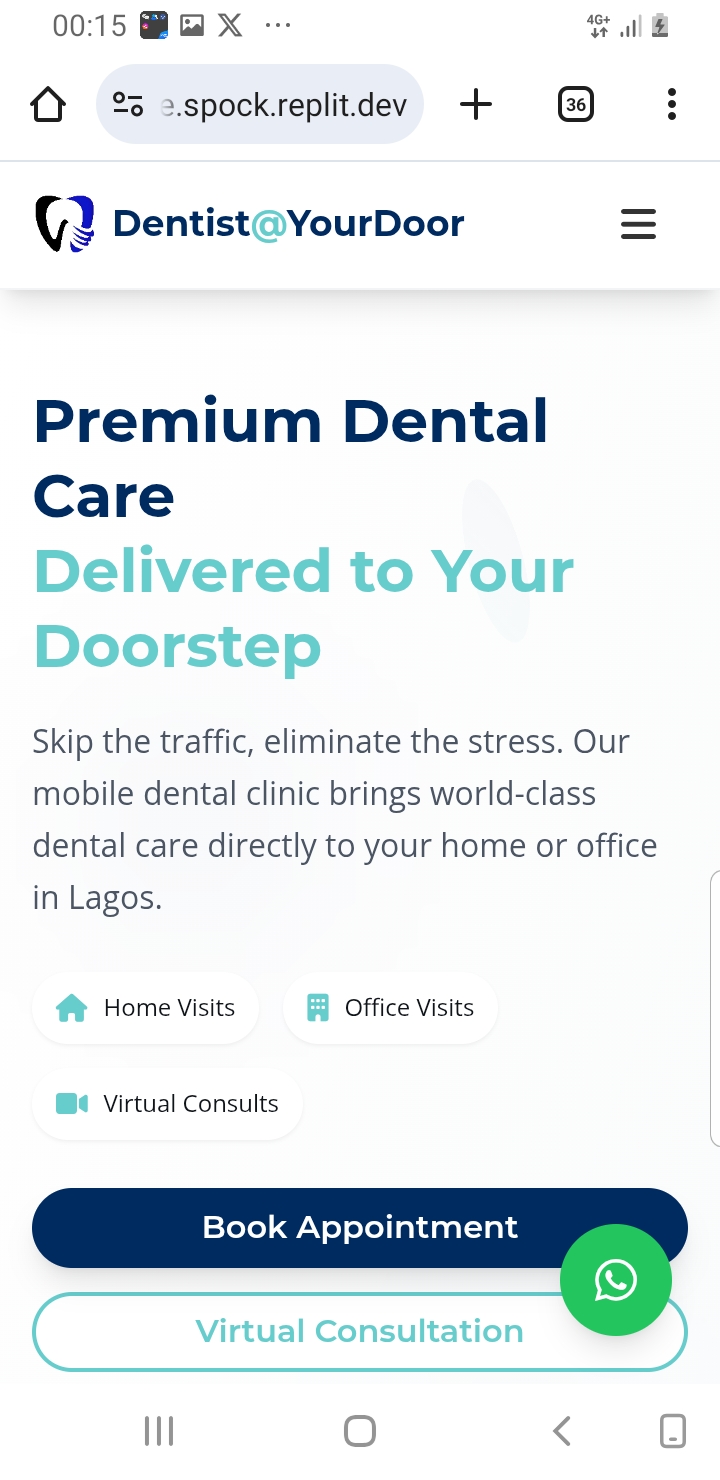 00:15
4G+
e.spock.replit.dev
36
Dentist@YourDoor
Premium Dental
Care
Delivered to Your
Doorstep
Skip the traffic, eliminate the stress. Our
mobile dental clinic brings world-class
dental care directly to your home or office
in Lagos.
Home Visits
Office Visits
Virtual Consults
Book Appointment
Virtual Consultation